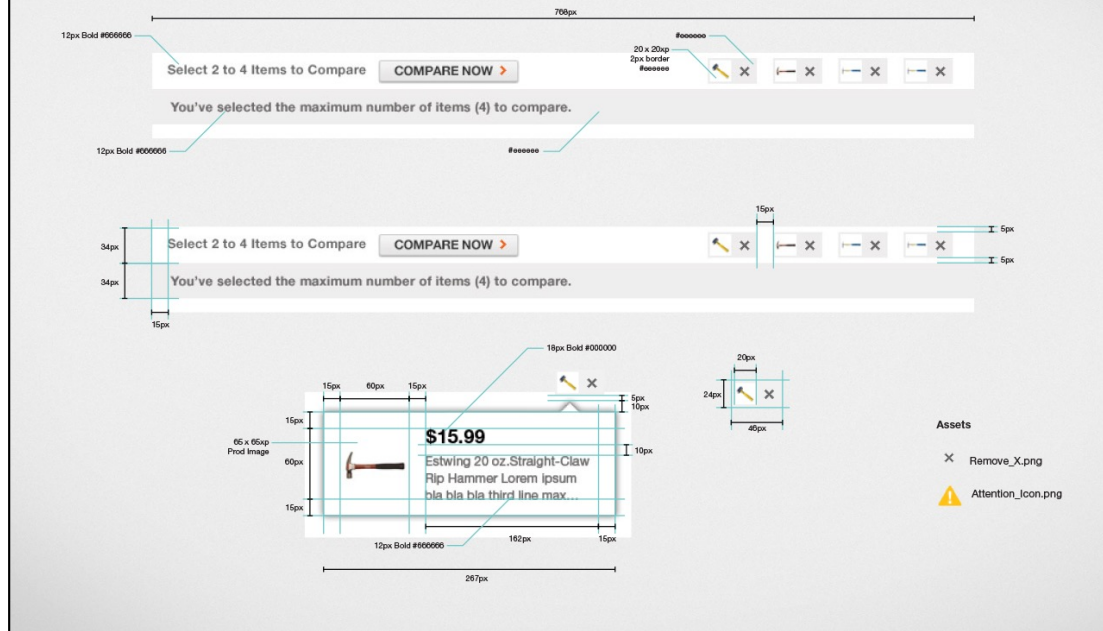 768px
12px Bold #666666
#eeeeee
20 x 20xp
2px border
#eeeeee
Select 2 to 4 Items to Compare
COMPARE NOW >
You've selected the maximum number of items (4) to compare.
12px Bold #666666
#eeeeee
15px
34px
Select 2 to 4 Items to Compare
COMPARE NOW >
5px
5px
34px
You've selected the maximum number of items (4) to compare.
15px
18px Bold #000000
20px
15px
60px
15px
5px
10px
24px
46px
15px
65 x 65xp
Prod Image
60px
15px
$15.99
10px
Estwing 20 oz.Straight-Claw
Rip Hammer Lorem ipsum
bla bla bla third line max...
12px Bold #666666
162px
15px
267px
Assets
Remove_X.png
Attention_Icon.png